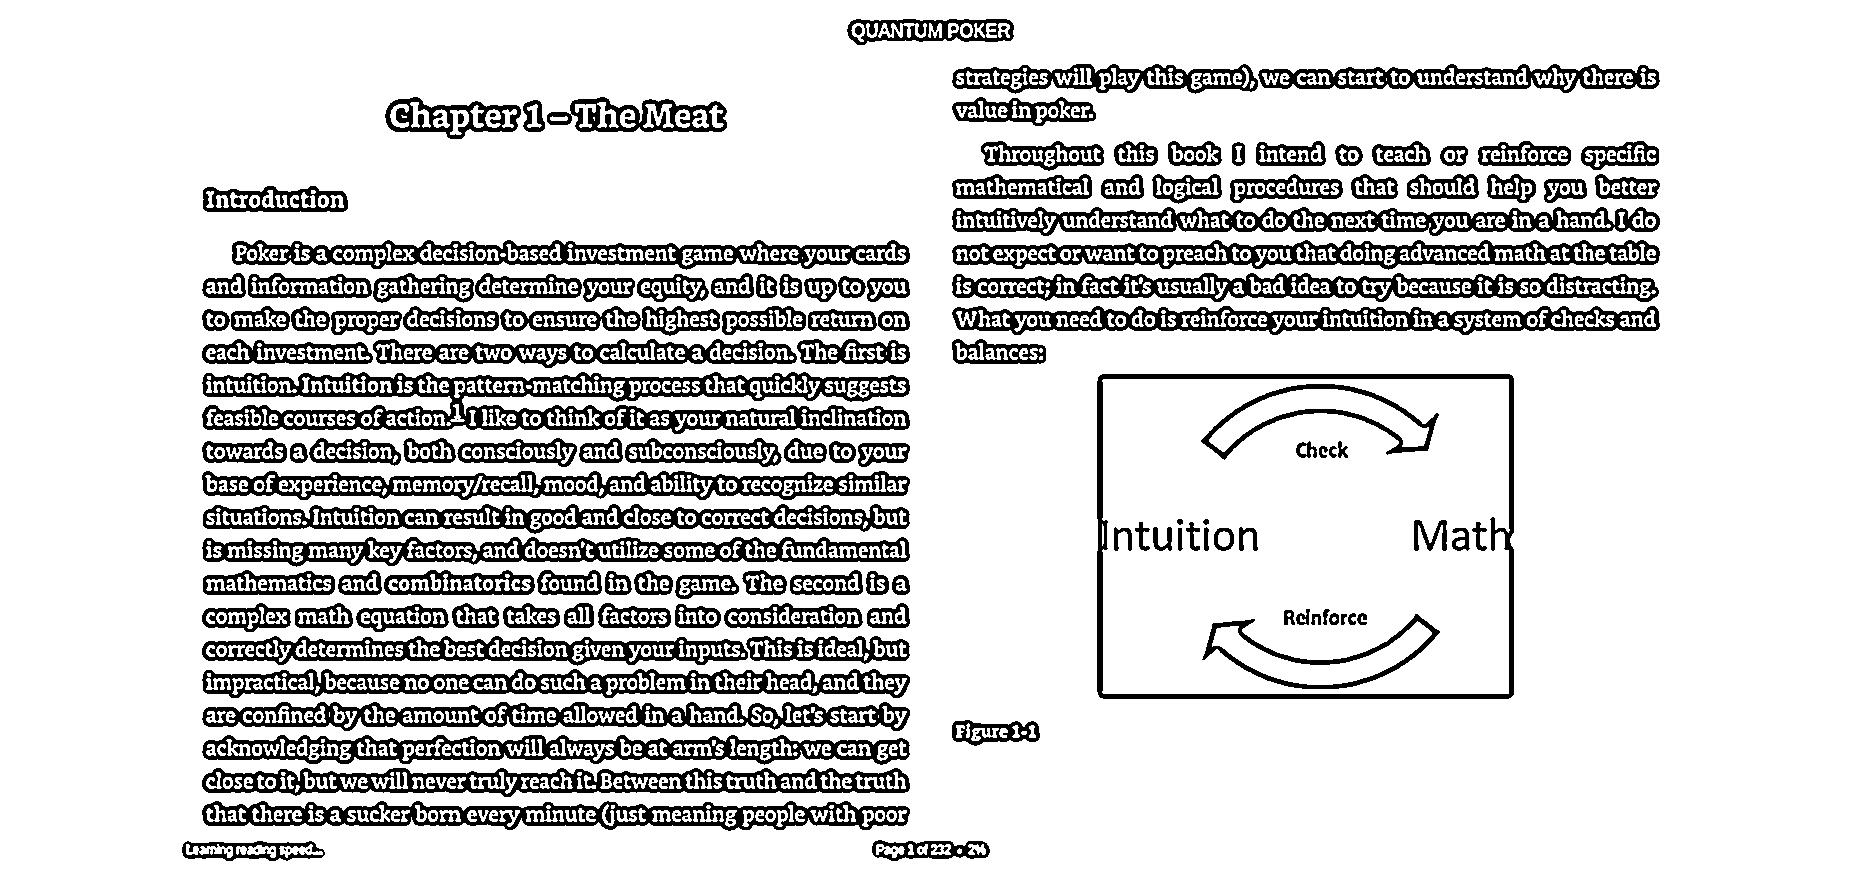 QUANTUM POKER
Chapter 1 – The Meat
Introduction
Poker is a complex decision-based investment game where your cards
and information gathering determine your equity, and it is up to you
to make the proper decisions to ensure the highest possible return on
each investment. There are two ways to calculate a decision. The first is
intuition. Intuition is the pattern-matching process that quickly suggests
feasible courses of action.1 I like to think of it as your natural inclination
towards a decision, both consciously and subconsciously, due to your
base of experience, memory/recall, mood, and ability to recognize similar
situations. Intuition can result in good and close to correct decisions, but
is missing many key factors, and doesn't utilize some of the fundamental
mathematics and combinatorics found in the game. The second is a
complex math equation that takes all factors into consideration and
correctly determines the best decision given your inputs. This is ideal, but
impractical, because no one can do such a problem in their head, and they
are confined by the amount of time allowed in a hand. So, let's start by
acknowledging that perfection will always be at arm's length: we can get
close to it, but we will never truly reach it. Between this truth and the truth
that there is a sucker born every minute (just meaning people with poor
strategies will play this game), we can start to understand why there is
value in poker.
Throughout this book I intend to teach or reinforce specific
mathematical and logical procedures that should help you better
intuitively understand what to do the next time you are in a hand. I do
not expect or want to preach to you that doing advanced math at the table
is correct; in fact it's usually a bad idea to try because it is so distracting.
What you need to do is reinforce your intuition in a system of checks and
balances:
Check
Intuition Math
Reinforce
Figure 1-1
Learning reading speed...
Page 1 of 232 • 2%